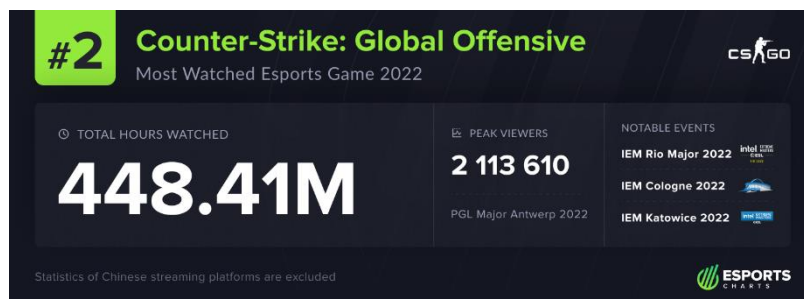 #2
Counter-Strike: Global Offensive
Most Watched Esports Game 2022
CS GO
TOTAL HOURS WATCHED
448.41M
PEAK VIEWERS
2 113 610
PGL Major Antwerp 2022
NOTABLE EVENTS
IEM Rio Major 2022
intel
IEM Cologne 2022
IEM Katowice 2022
Statistics of Chinese streaming platforms are excluded
ESPORTS
CHARTS